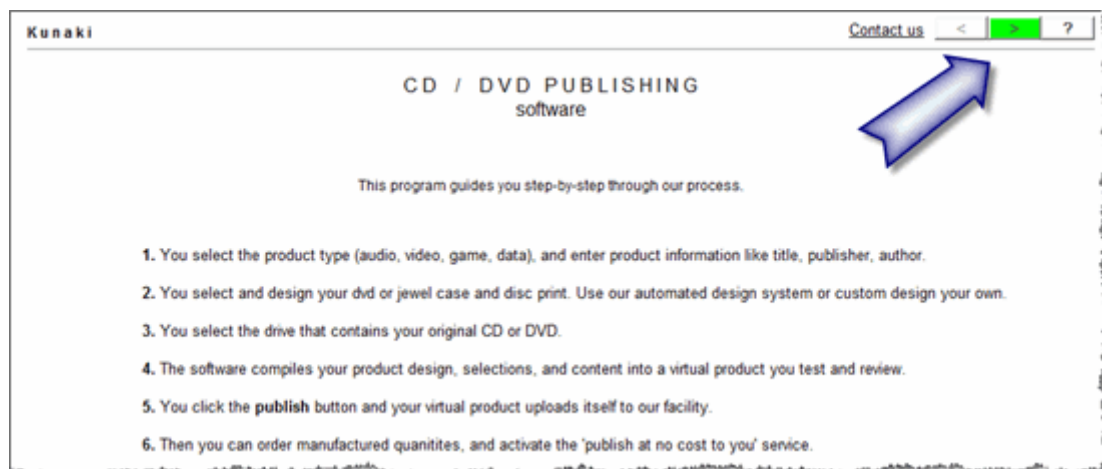 Kunaki
Contact us < > ?
CD / DVD PUBLISHING
software
This program guides you step-by-step through our process.
1. You select the product type (audio, video, game, data), and enter product information like title, publisher, author.
2. You select and design your dvd or jewel case and disc print. Use our automated design system or custom design your own.
3. You select the drive that contains your original CD or DVD.
4. The software compiles your product design, selections, and content into a virtual product you test and review.
5. You click the publish button and your virtual product uploads itself to our facility.
6. Then you can order manufactured quanitites, and activate the 'publish at no cost to you' service.